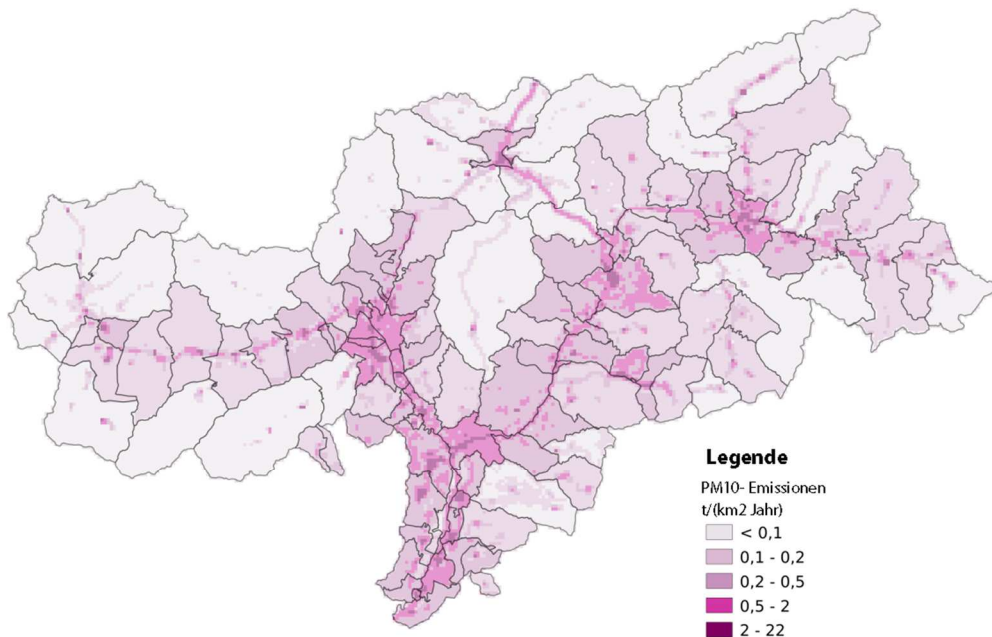 Legende
PM10- Emissionen
t/(km2 Jahr)
< 0,1
0,1 - 0,2
0,2 - 0,5
0,5 - 2
2 - 22